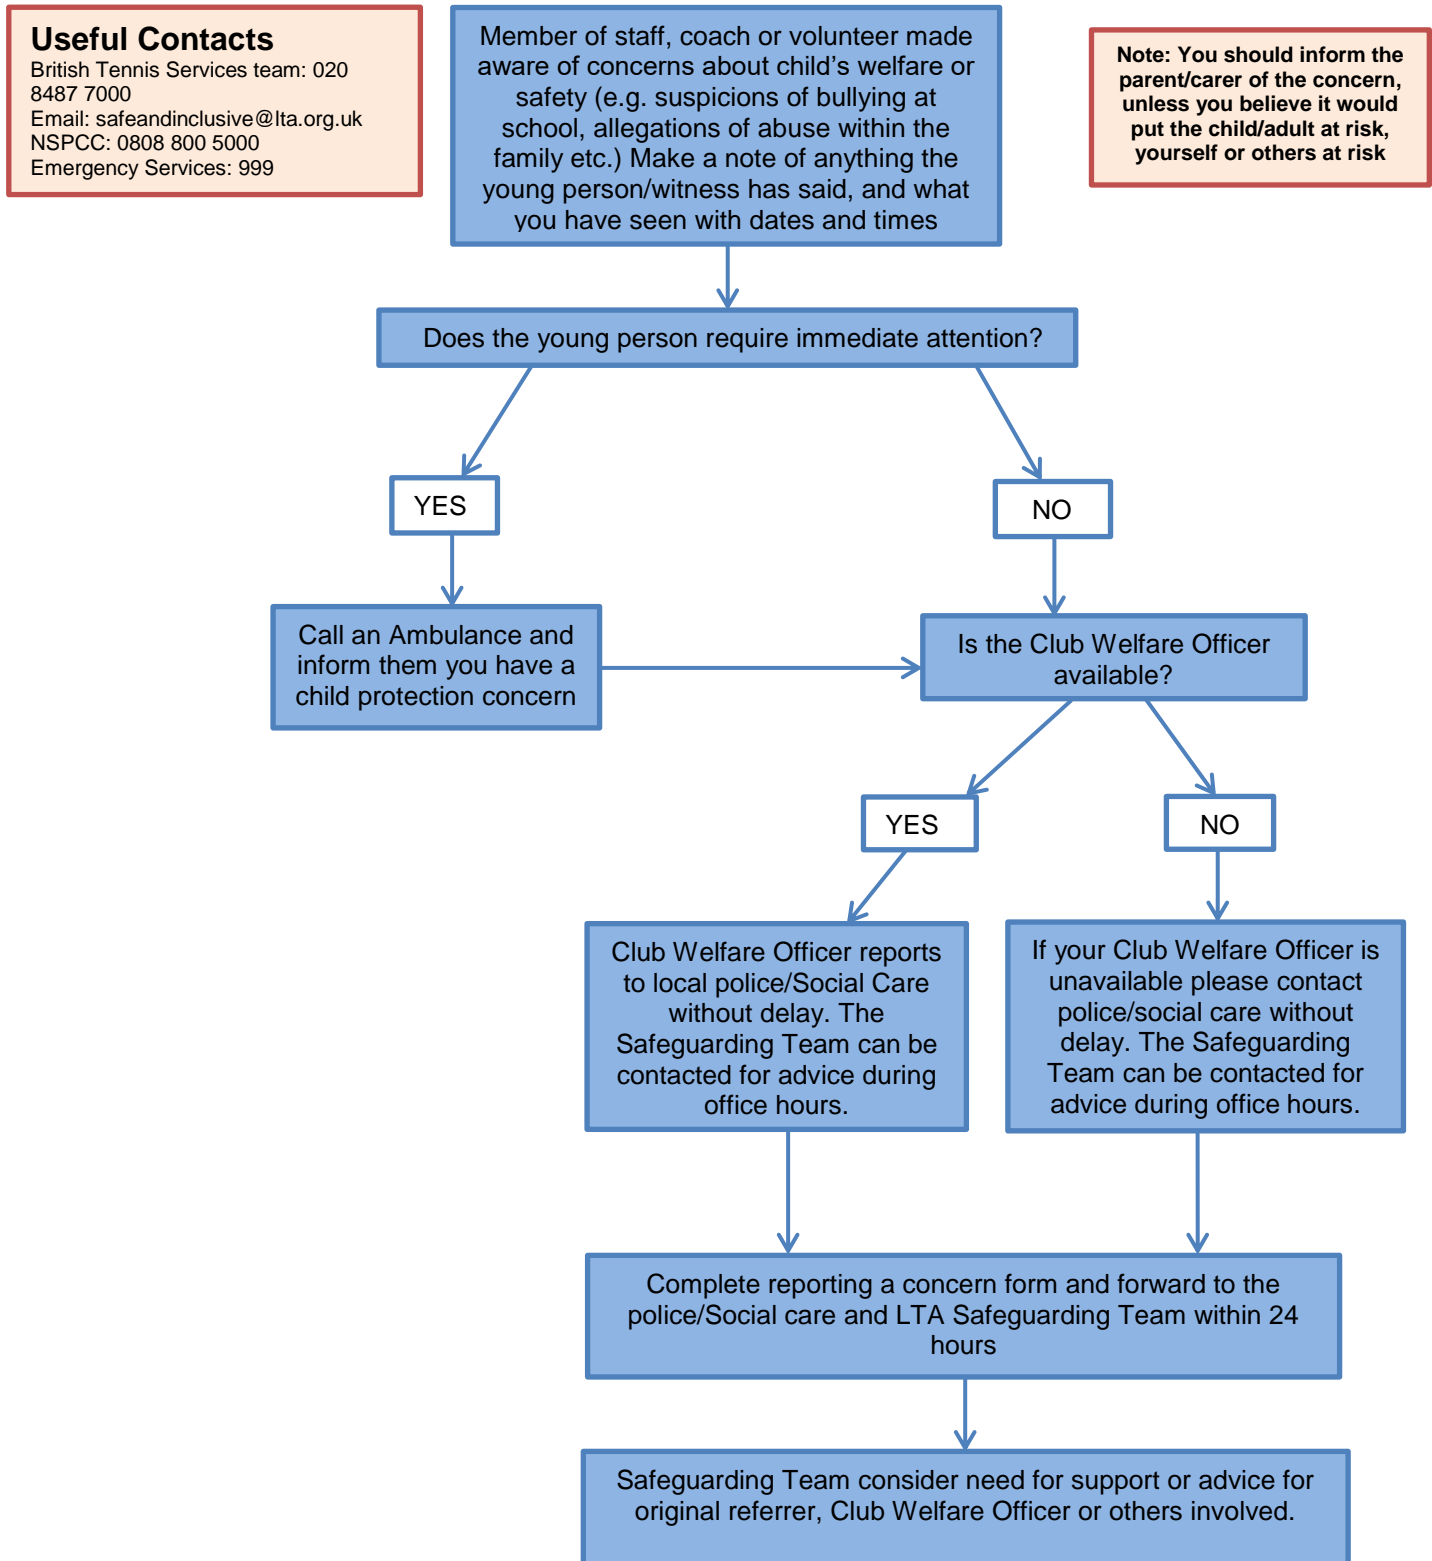 Useful Contacts
British Tennis Services team: 020
8487 7000
Email: safeandinclusive@lta.org.uk
NSPCC: 0808 800 5000
Emergency Services: 999
Member of staff, coach or volunteer made
aware of concerns about child's welfare or
safety (e.g. suspicions of bullying at
school, allegations of abuse within the
family etc.) Make a note of anything the
young person/witness has said, and what
you have seen with dates and times
Note: You should inform the
parent/carer of the concern,
unless you believe it would
put the child/adult at risk,
yourself or others at risk
Does the young person require immediate attention?
YES
NO
Call an Ambulance and
inform them you have a
child protection concern
Is the Club Welfare Officer
available?
YES
NO
Club Welfare Officer reports
to local police/Social Care
without delay. The
Safeguarding Team can be
contacted for advice during
office hours.
If your Club Welfare Officer is
unavailable please contact
police/social care without
delay. The Safeguarding
Team can be contacted for
advice during office hours.
Complete reporting a concern form and forward to the
police/Social care and LTA Safeguarding Team within 24
hours
Safeguarding Team consider need for support or advice for
original referrer, Club Welfare Officer or others involved.